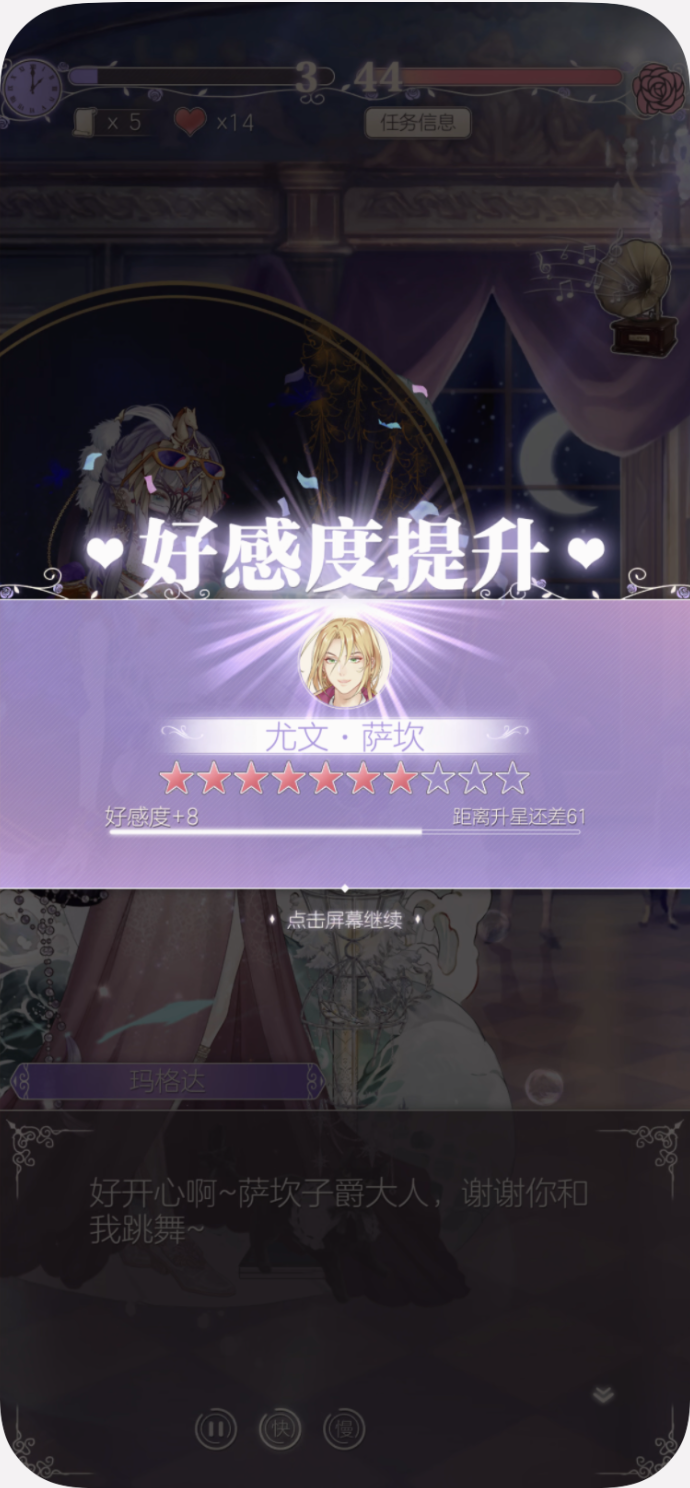 3 44
× 5 ×14 任务信息
好感度提升
尤文·萨坎
好感度+8 距离升星还差61
点击屏幕继续
玛格达
好开心啊~萨坎子爵大人，谢谢你和
我跳舞~
快 慢